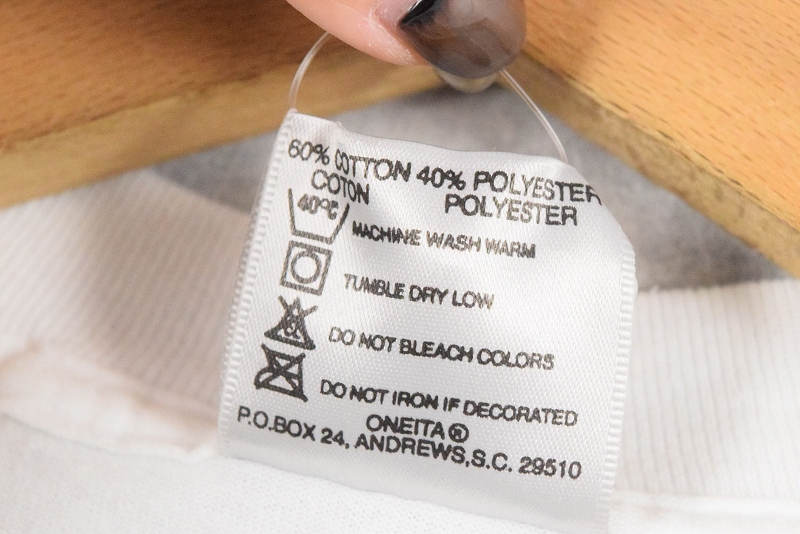 60% COTTON 40% POLYESTER
COTON POLYESTER
40°C MACHINE WASH WARM
TUMBLE DRY LOW
DO NOT BLEACH COLORS
DO NOT IRON IF DECORATED
ONEITA®
P.O.BOX 24, ANDREWS,S.C. 29510